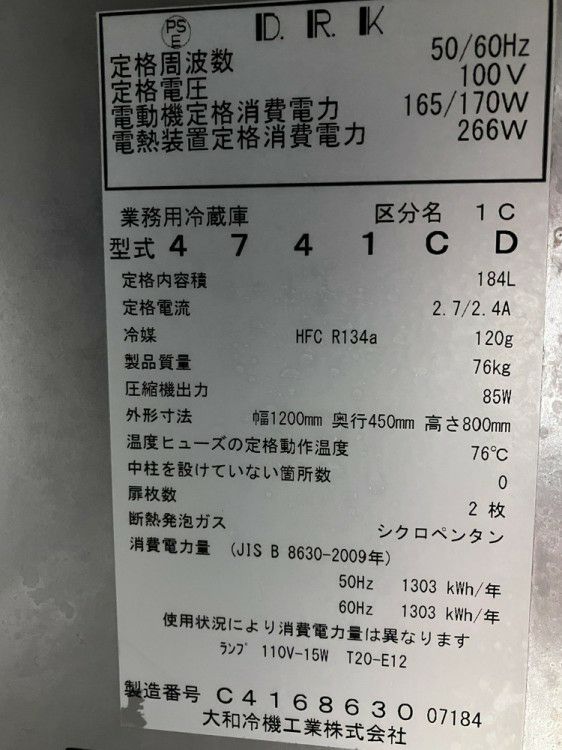 PS E D.R.K
定格周波数 50/60Hz
定格電圧 100V
電動機定格消費電力 165/170W
電熱装置定格消費電力 266W
業務用冷蔵庫 区分名 1C
型式 4741CD
定格内容積 184L
定格電流 2.7/2.4A
冷媒 HFC R134a 120g
製品質量 76kg
圧縮機出力 85W
外形寸法 幅1200mm 奥行450mm 高さ800mm
温度ヒューズの定格動作温度 76℃
中柱を設けていない箇所数 0
扉枚数 2 枚
断熱発泡ガス シクロペンタン
消費電力量 (JIS B 8630-2009年)
50Hz 1303 kWh/年
60Hz 1303 kWh/年
使用状況により消費電力量は異なります
ランプ 110V-15W T20-E12
製造番号 C4168630 07184
大和冷機工業株式会社